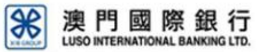 澳門國際銀行
LUSO INTERNATIONAL BANKING LTD.